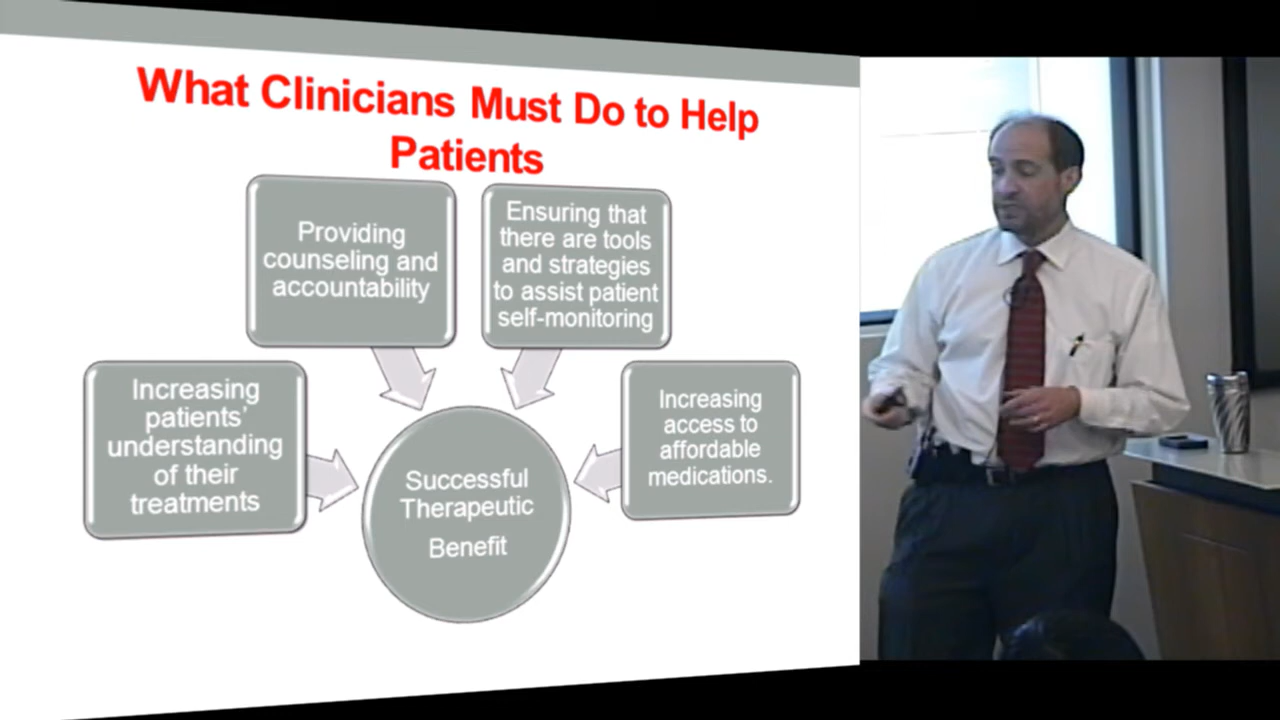 What Clinicians Must Do to Help
Patients
Providing
counseling and
accountability
Ensuring that
there are tools
and strategies
to assist patient
self-monitoring
Increasing
patients’
understanding
of their
treatments
Increasing
access to
affordable
medications.
Successful
Therapeutic
Benefit